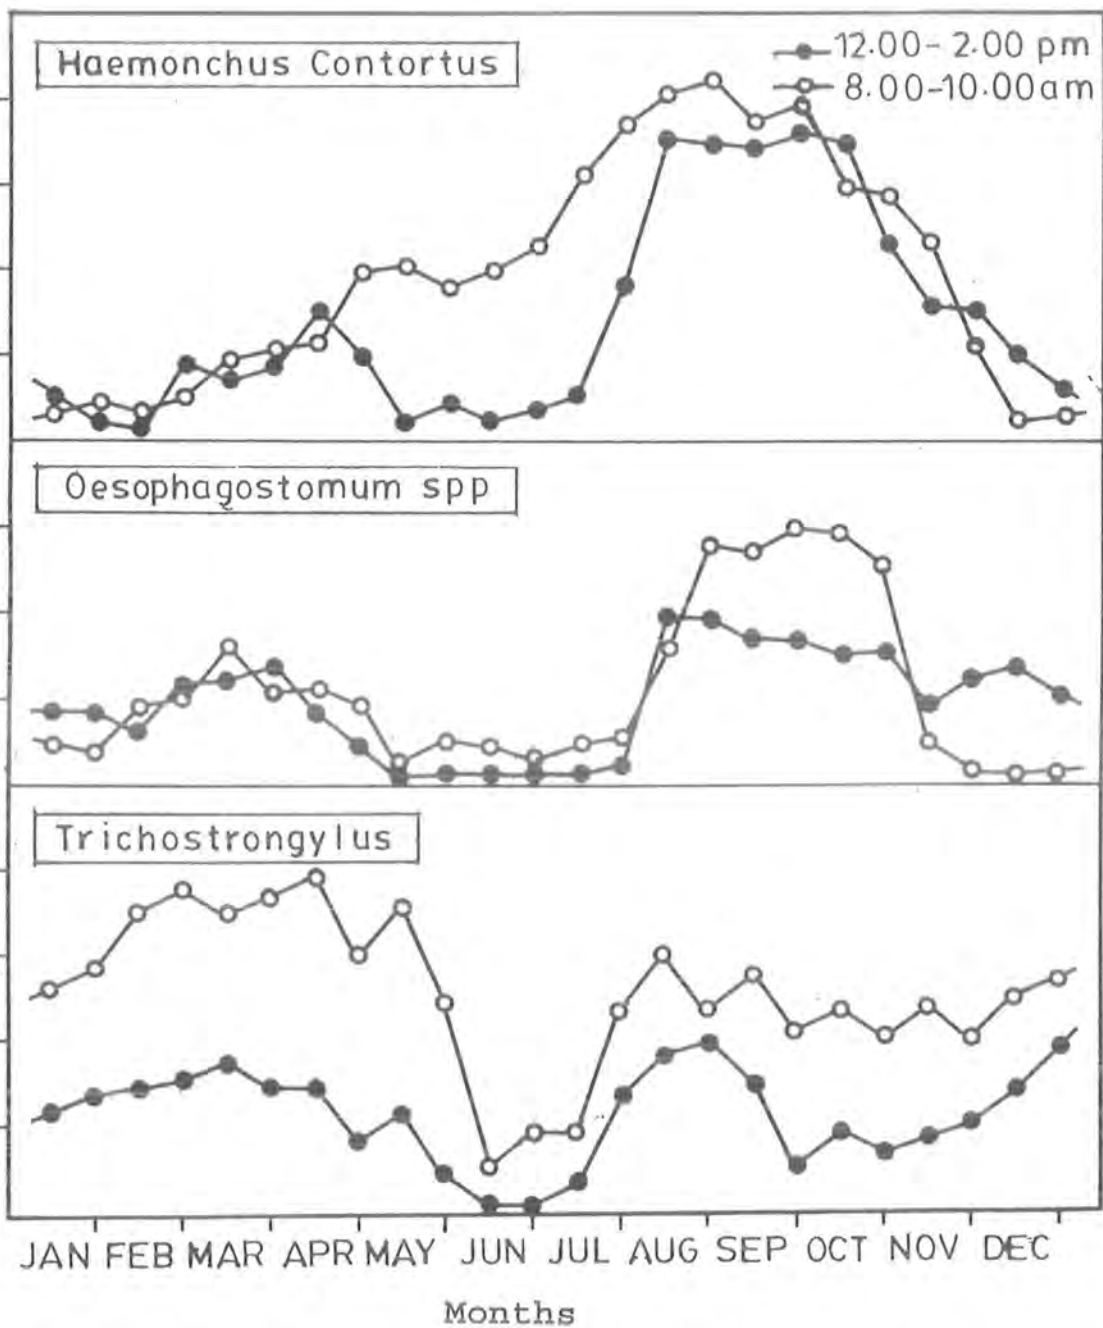 Haemonchus Contortus
12.00-2.00 pm
8.00-10.00am
Oesophagostomum spp
Trichostrongylus
JAN FEB MAR APR MAY JUN JUL AUG SEP OCT NOV DEC
Months